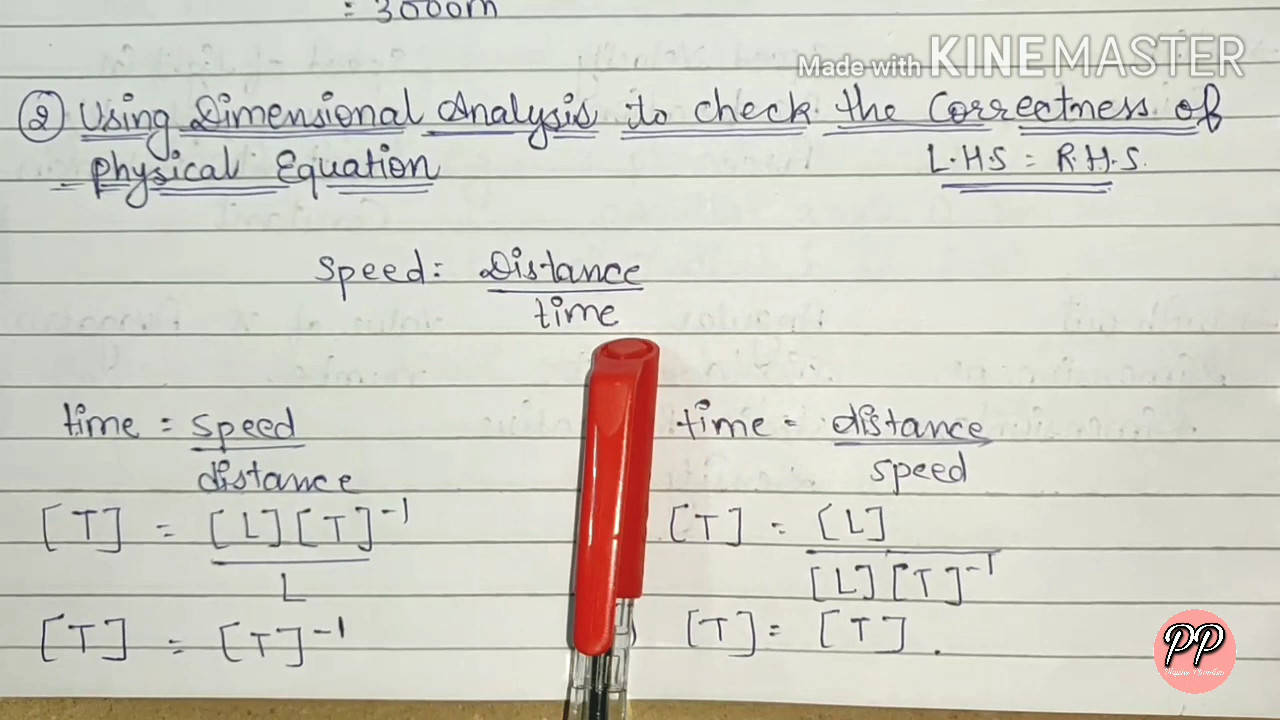 = 3000m
Made with KINEMASTER
② Using Dimensional Analysis to check the Correctness of
physical Equation
L.H.S = R.H.S.
Speed = Distance
time
time = speed
distance
[T] = [L][T]⁻¹
L
[T] = [T]⁻¹
time = distance
speed
[T] = [L]
[L][T]⁻¹
[T] = [T].
PP